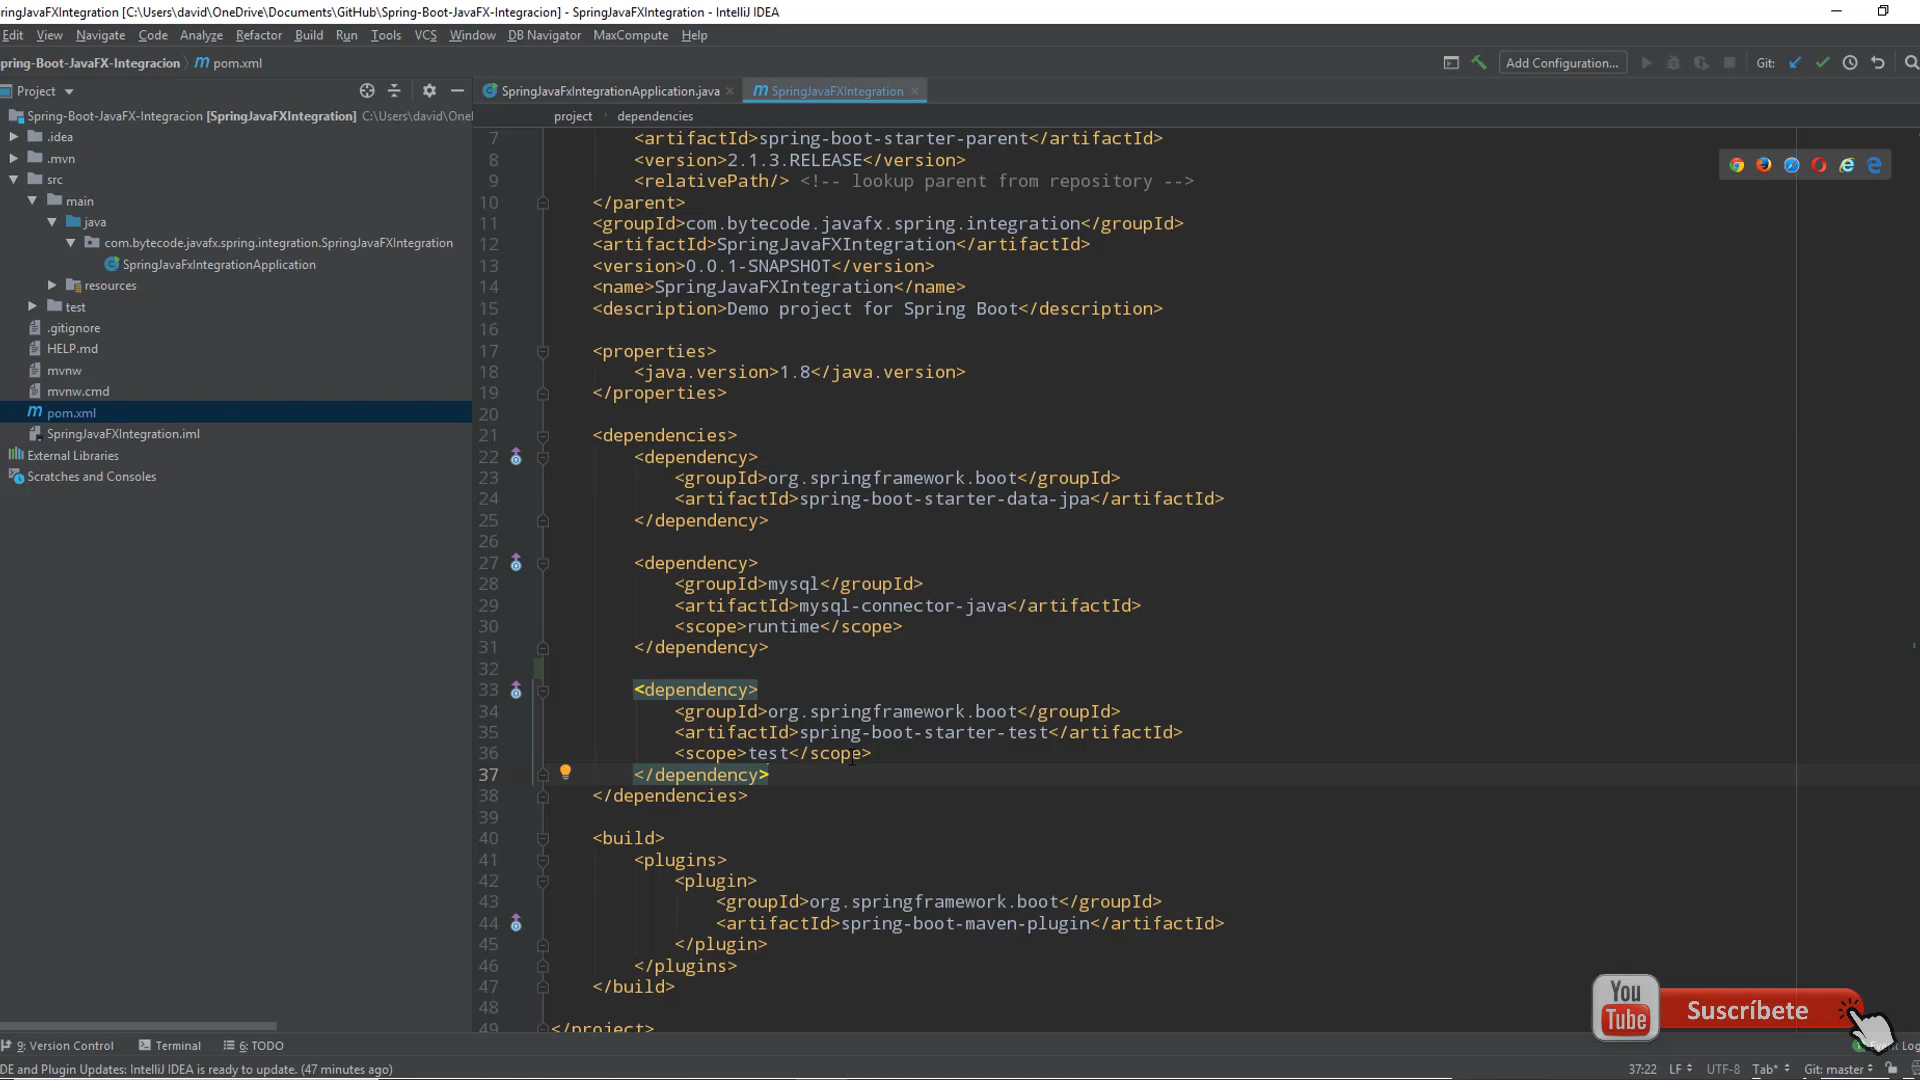 ringJavaFXIntegration [C:\Users\david\OneDrive\Documents\GitHub\Spring-Boot-JavaFX-Integracion] - SpringJavaFXIntegration - IntelliJ IDEA
Edit View Navigate Code Analyze Refactor Build Run Tools VCS Window DB Navigator MaxCompute Help
pring-Boot-JavaFX-Integracion pom.xml
Add Configuration... Git:
Project
SpringJavaFxIntegrationApplication.java
SpringJavaFXIntegration
project dependencies
Spring-Boot-JavaFX-Integracion [SpringJavaFXIntegration] C:\Users\david\OneI
.idea
.mvn
src
main
java
com.bytecode.javafx.spring.integration.SpringJavaFXIntegration
SpringJavaFxIntegrationApplication
resources
test
.gitignore
HELP.md
mvnw
mvnw.cmd
pom.xml
SpringJavaFXIntegration.iml
External Libraries
Scratches and Consoles
7 <artifactId>spring-boot-starter-parent</artifactId>
8 <version>2.1.3.RELEASE</version>
9 <relativePath/> <!-- lookup parent from repository -->
10 </parent>
11 <groupId>com.bytecode.javafx.spring.integration</groupId>
12 <artifactId>SpringJavaFXIntegration</artifactId>
13 <version>0.0.1-SNAPSHOT</version>
14 <name>SpringJavaFXIntegration</name>
15 <description>Demo project for Spring Boot</description>
16
17 <properties>
18 <java.version>1.8</java.version>
19 </properties>
20
21 <dependencies>
22 <dependency>
23 <groupId>org.springframework.boot</groupId>
24 <artifactId>spring-boot-starter-data-jpa</artifactId>
25 </dependency>
26
27 <dependency>
28 <groupId>mysql</groupId>
29 <artifactId>mysql-connector-java</artifactId>
30 <scope>runtime</scope>
31 </dependency>
32
33 <dependency>
34 <groupId>org.springframework.boot</groupId>
35 <artifactId>spring-boot-starter-test</artifactId>
36 <scope>test</scope>
37 </dependency>
38 </dependencies>
39
40 <build>
41 <plugins>
42 <plugin>
43 <groupId>org.springframework.boot</groupId>
44 <artifactId>spring-boot-maven-plugin</artifactId>
45 </plugin>
46 </plugins>
47 </build>
48
49 </project>
You Tube
Suscríbete
9: Version Control Terminal 6: TODO Event Log
DE and Plugin Updates: IntelliJ IDEA is ready to update. (47 minutes ago)
37:22 LF UTF-8 Tab* Git: master